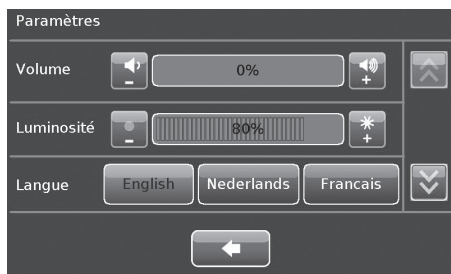 Paramètres
Volume - 0% +
Luminosité - 80% +
Langue English Nederlands Francais